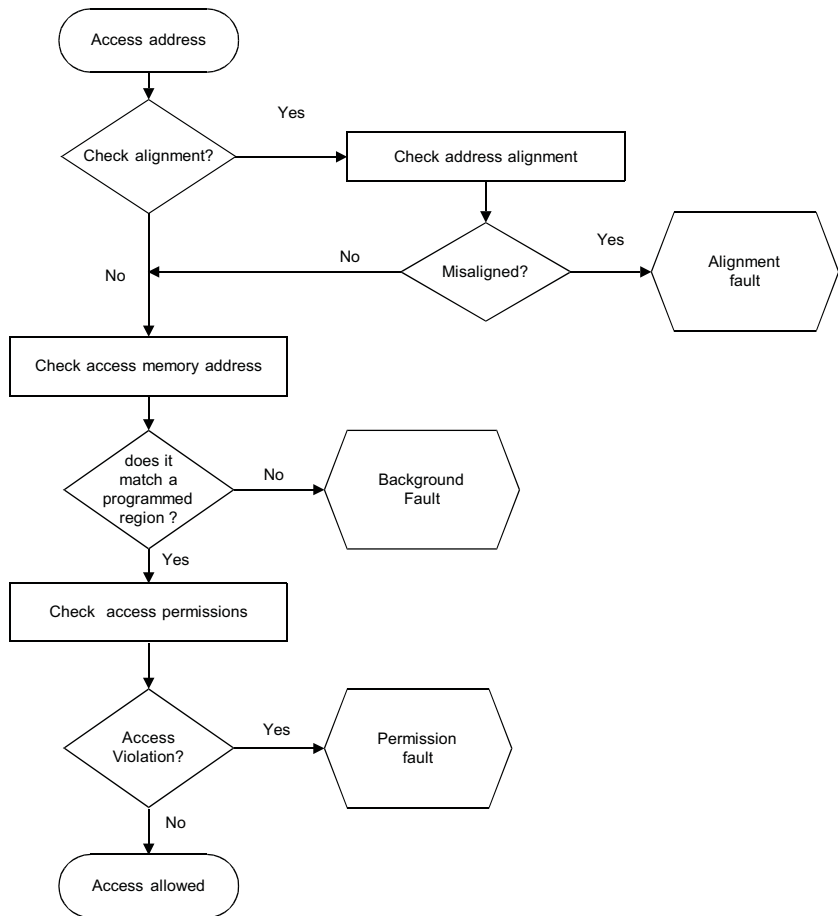 Access address
Yes
Check alignment?
Check address alignment
Yes
No
Misaligned?
Alignment
fault
No
Check access memory address
does it
match a
programmed
region ?
No
Background
Fault
Yes
Check access permissions
Access
Violation?
Yes
Permission
fault
No
Access allowed